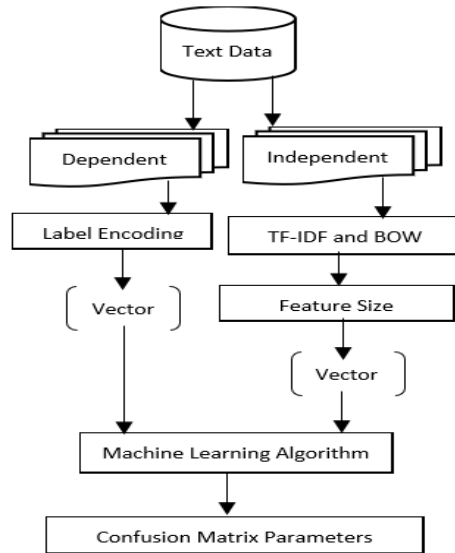 Text Data
Dependent
Independent
Label Encoding
TF-IDF and BOW
Vector
Feature Size
Vector
Machine Learning Algorithm
Confusion Matrix Parameters